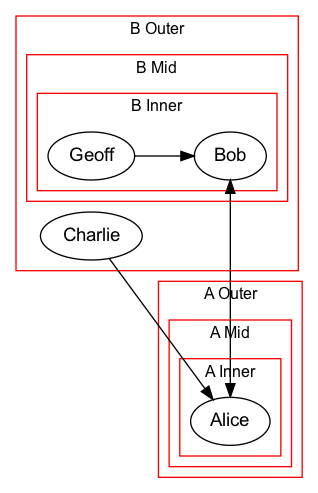 B Outer
B Mid
B Inner
Geoff
Bob
Charlie
A Outer
A Mid
A Inner
Alice